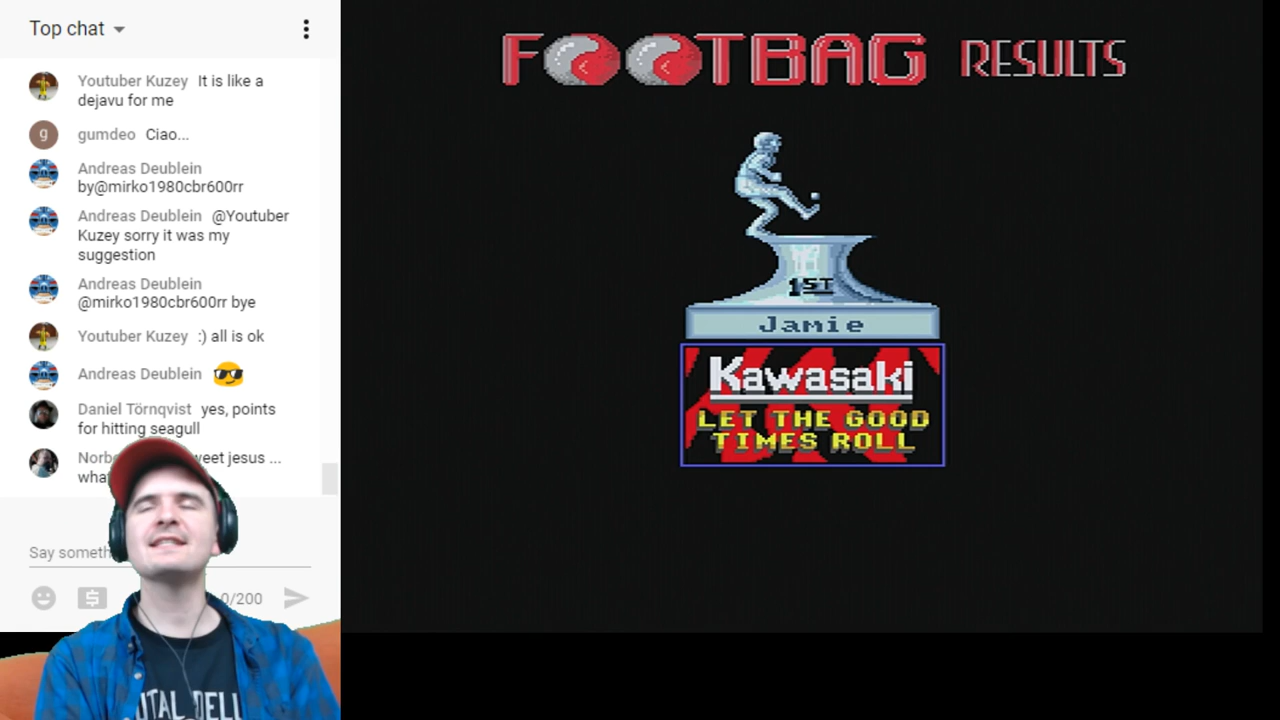 Top chat
Youtuber Kuzey It is like a
dejavu for me
g gumdeo Ciao...
Andreas Deublein
by@mirko1980cbr600rr
Andreas Deublein @Youtuber
Kuzey sorry it was my
suggestion
Andreas Deublein
@mirko1980cbr600rr bye
Youtuber Kuzey :) all is ok
Andreas Deublein
Daniel Törnqvist yes, points
for hitting seagull
jesus ...
Say
0/200
FOOTBAG RESULTS
1ST
Jamie
Kawasaki
LET THE GOOD
TIMES ROLL